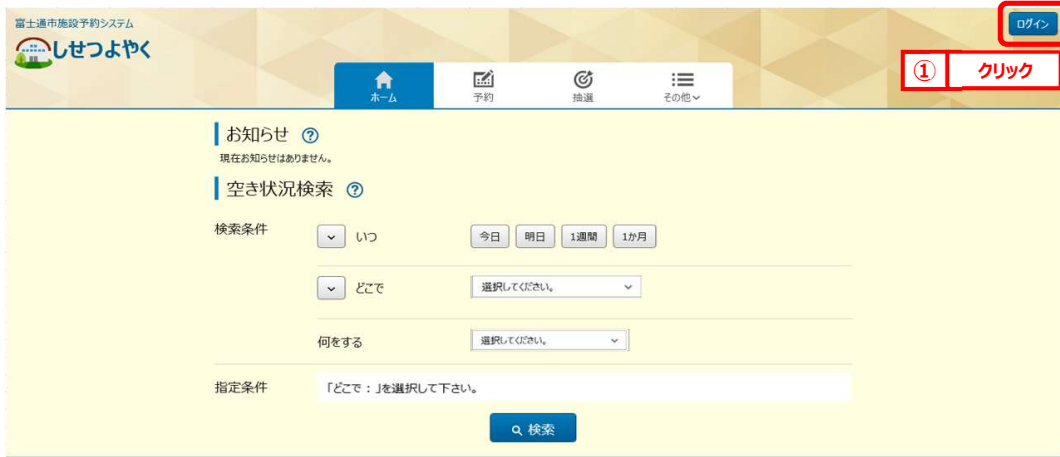 富士通市施設予約システム
しせつよやく
ログイン
① クリック
ホーム
予約
抽選
その他
お知らせ ?
現在お知らせはありません。
空き状況検索 ?
検索条件
いつ
今日 明日 1週間 1か月
どこで
選択してください。
何をする
選択してください。
指定条件
「どこで : 」を選択して下さい。
検索